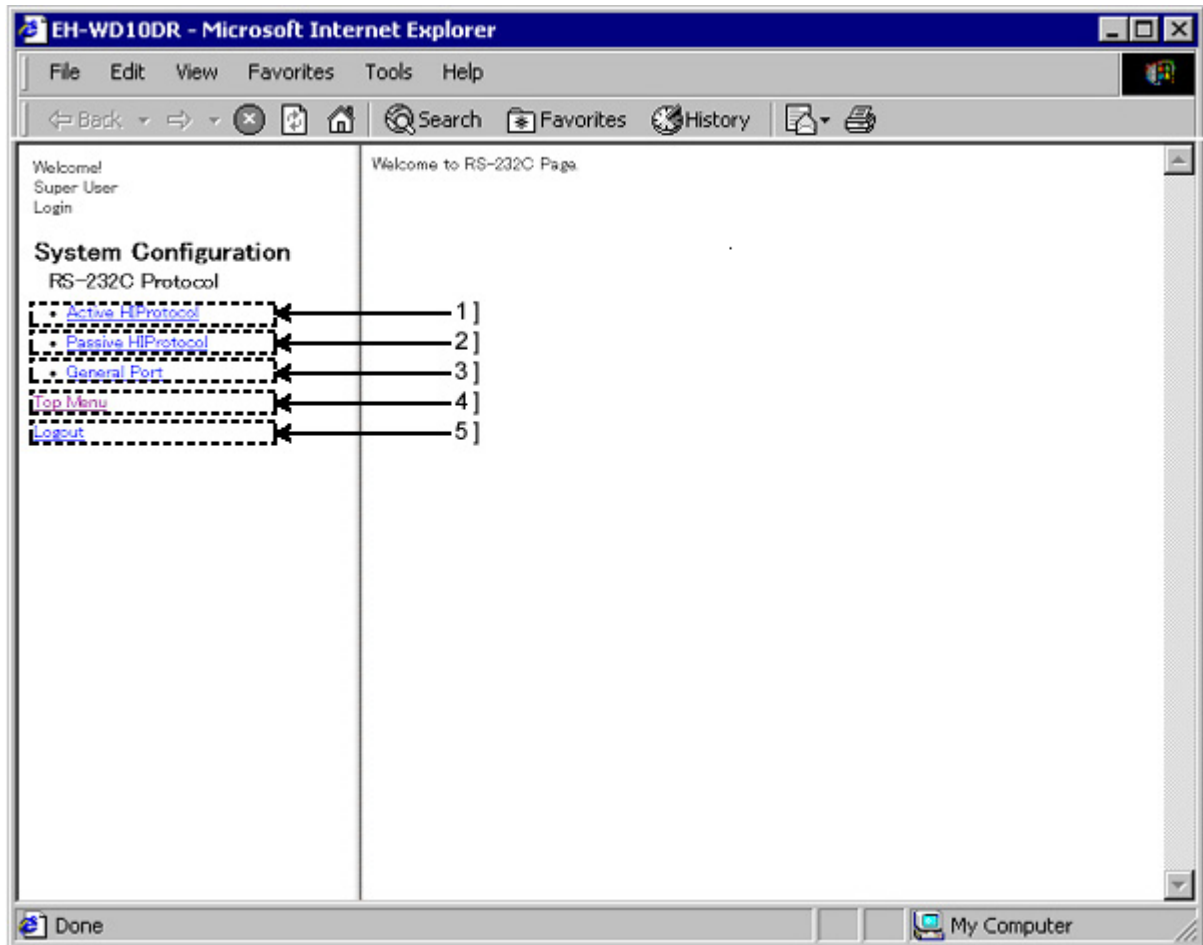 EH-WD10DR - Microsoft Internet Explorer
File Edit View Favorites Tools Help
Back Search Favorites History
Welcome!
Super User
Login
Welcome to RS-232C Page.
System Configuration
RS-232C Protocol
• Active HIProtocol 1]
• Passive HIProtocol 2]
• General Port 3]
Top Menu 4]
Logout 5]
Done My Computer